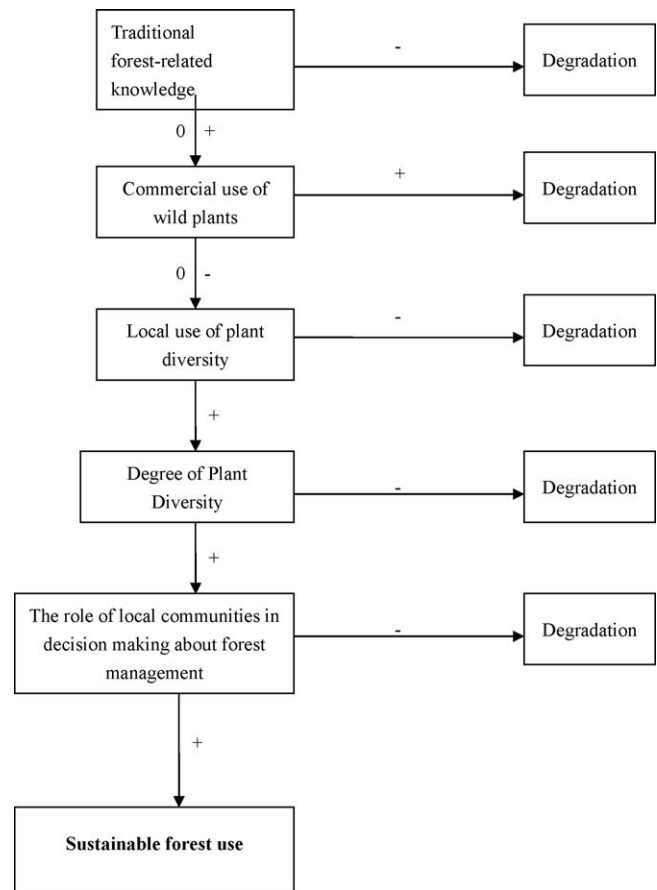 Traditional
forest-related
knowledge
-
Degradation
0 +
Commercial use of
wild plants
+
Degradation
0 -
Local use of plant
diversity
-
Degradation
+
Degree of Plant
Diversity
-
Degradation
+
The role of local communities in
decision making about forest
management
-
Degradation
+
Sustainable forest use